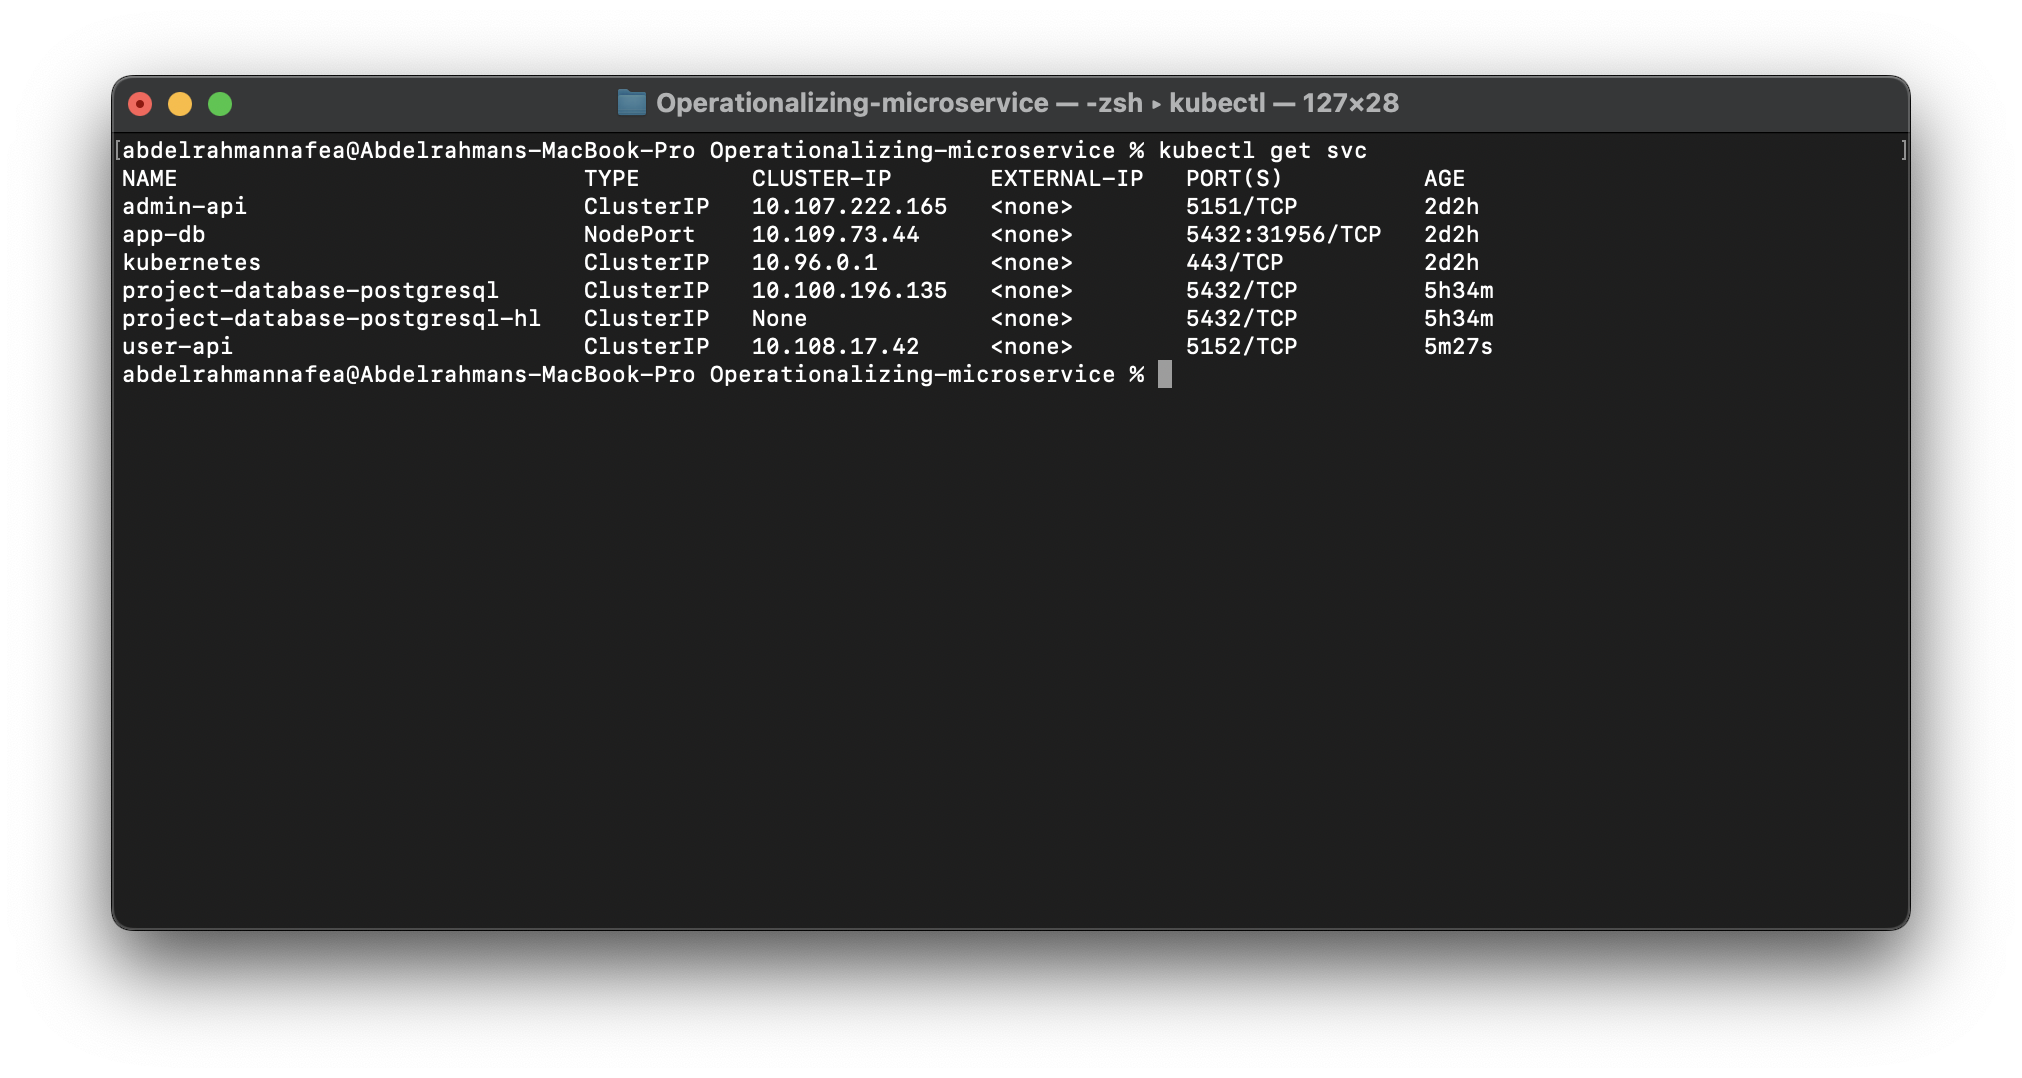 Operationalizing-microservice — -zsh ▸ kubectl — 127×28
[abdelrahmannafea@Abdelrahmans-MacBook-Pro Operationalizing-microservice % kubectl get svc ]
NAME TYPE CLUSTER-IP EXTERNAL-IP PORT(S) AGE
admin-api ClusterIP 10.107.222.165 <none> 5151/TCP 2d2h
app-db NodePort 10.109.73.44 <none> 5432:31956/TCP 2d2h
kubernetes ClusterIP 10.96.0.1 <none> 443/TCP 2d2h
project-database-postgresql ClusterIP 10.100.196.135 <none> 5432/TCP 5h34m
project-database-postgresql-hl ClusterIP None <none> 5432/TCP 5h34m
user-api ClusterIP 10.108.17.42 <none> 5152/TCP 5m27s
abdelrahmannafea@Abdelrahmans-MacBook-Pro Operationalizing-microservice %